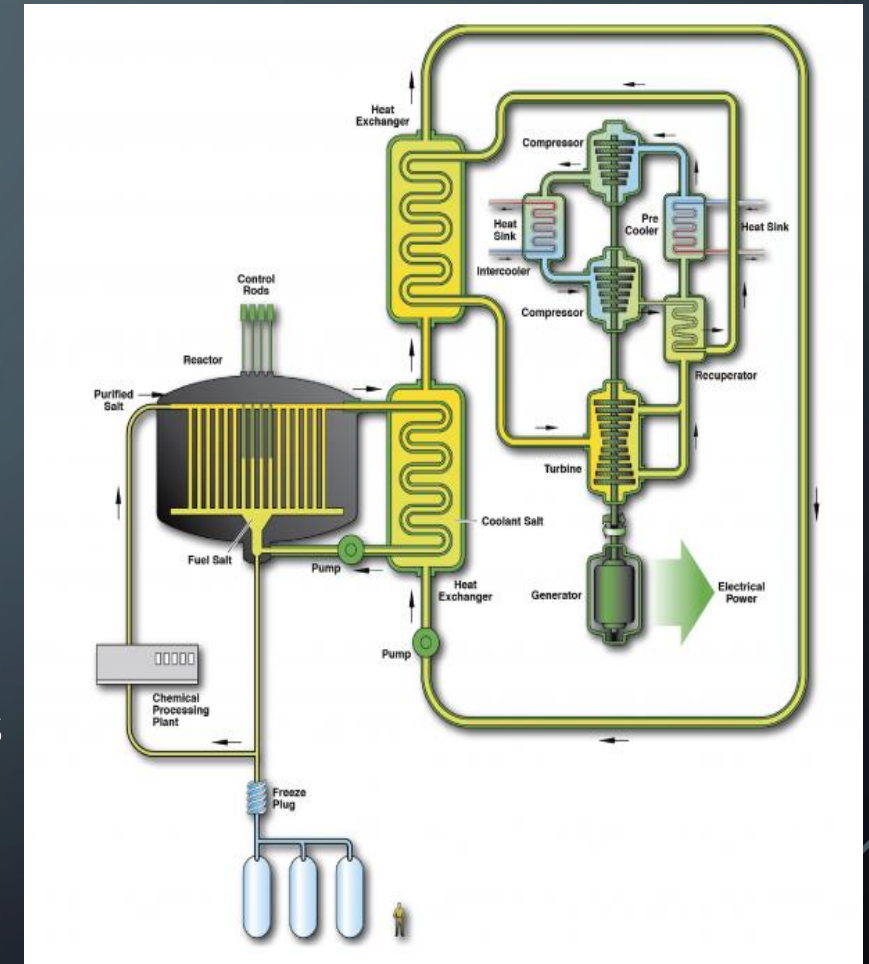 Heat
Exchanger
Compressor
Heat
Sink
Pre
Cooler
Heat Sink
Intercooler
Compressor
Control
Rods
Reactor
Recuperator
Purified
Salt
Turbine
Coolant Salt
Fuel Salt
Pump
Heat
Exchanger
Generator
Electrical
Power
Pump
Chemical
Processing
Plant
s
Freeze
Plug